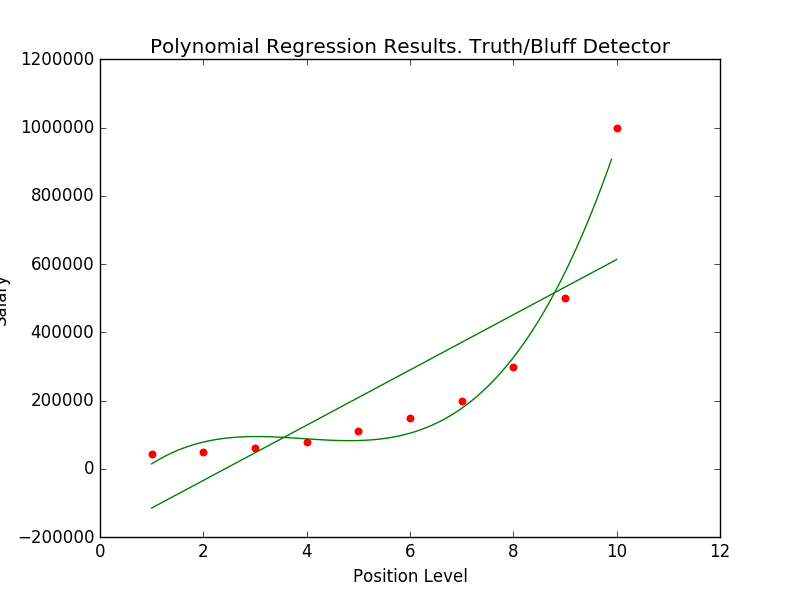 Polynomial Regression Results. Truth/Bluff Detector
1200000
1000000
800000
600000
400000
200000
0
−200000
Salary
0 2 4 6 8 10 12
Position Level